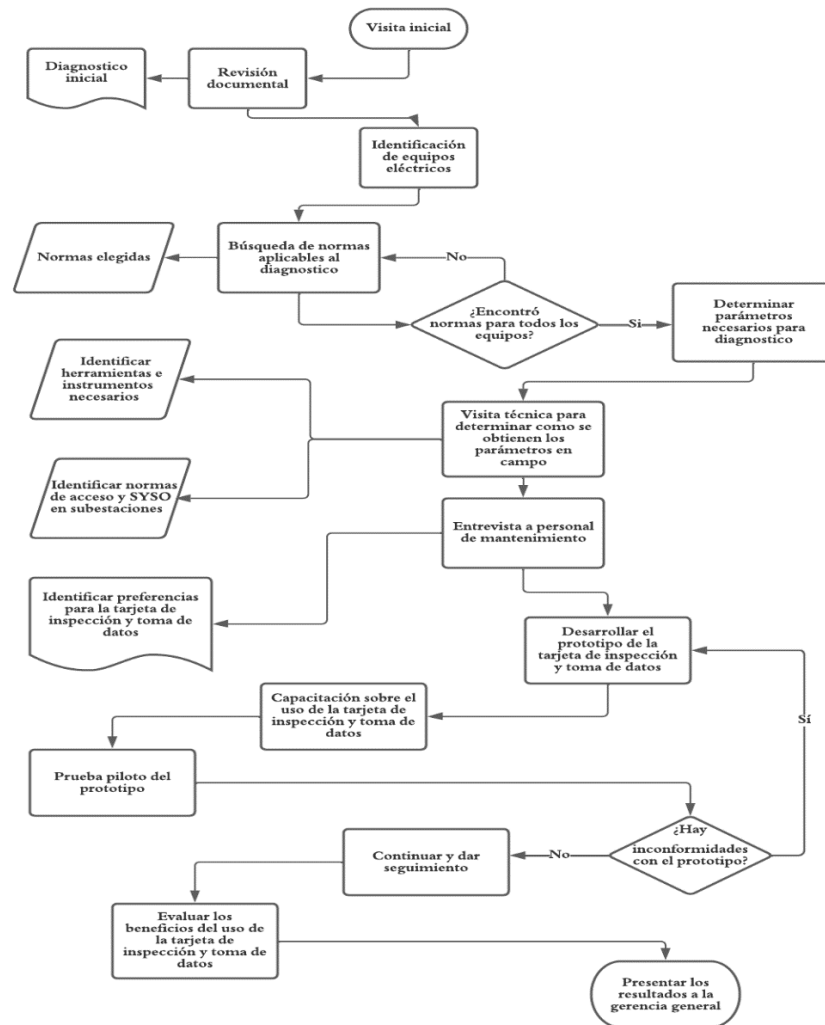 Visita inicial
Diagnostico
inicial
Revisión
documental
Identificación
de equipos
eléctricos
Normas elegidas
Búsqueda de normas
aplicables al
diagnostico
No
¿Encontró
normas para todos los
equipos?
Si
Determinar
parámetros
necesarios para
diagnostico
Identificar
herramientas e
instrumentos
necesarios
Visita técnica para
determinar como se
obtienen los
parámetros en
campo
Identificar normas
de acceso y SYSO
en subestaciones
Entrevista a personal
de mantenimiento
Identificar preferencias
para la tarjeta de
inspección y toma de
datos
Desarrollar el
prototipo de la
tarjeta de inspección
y toma de datos
Capacitación sobre el
uso de la tarjeta de
inspección y toma de
datos
Sí
Prueba piloto del
prototipo
¿Hay
inconformidades
con el prototipo?
No
Continuar y dar
seguimiento
Evaluar los
beneficios del uso de
la tarjeta de
inspección y toma de
datos
Presentar los
resultados a la
gerencia general